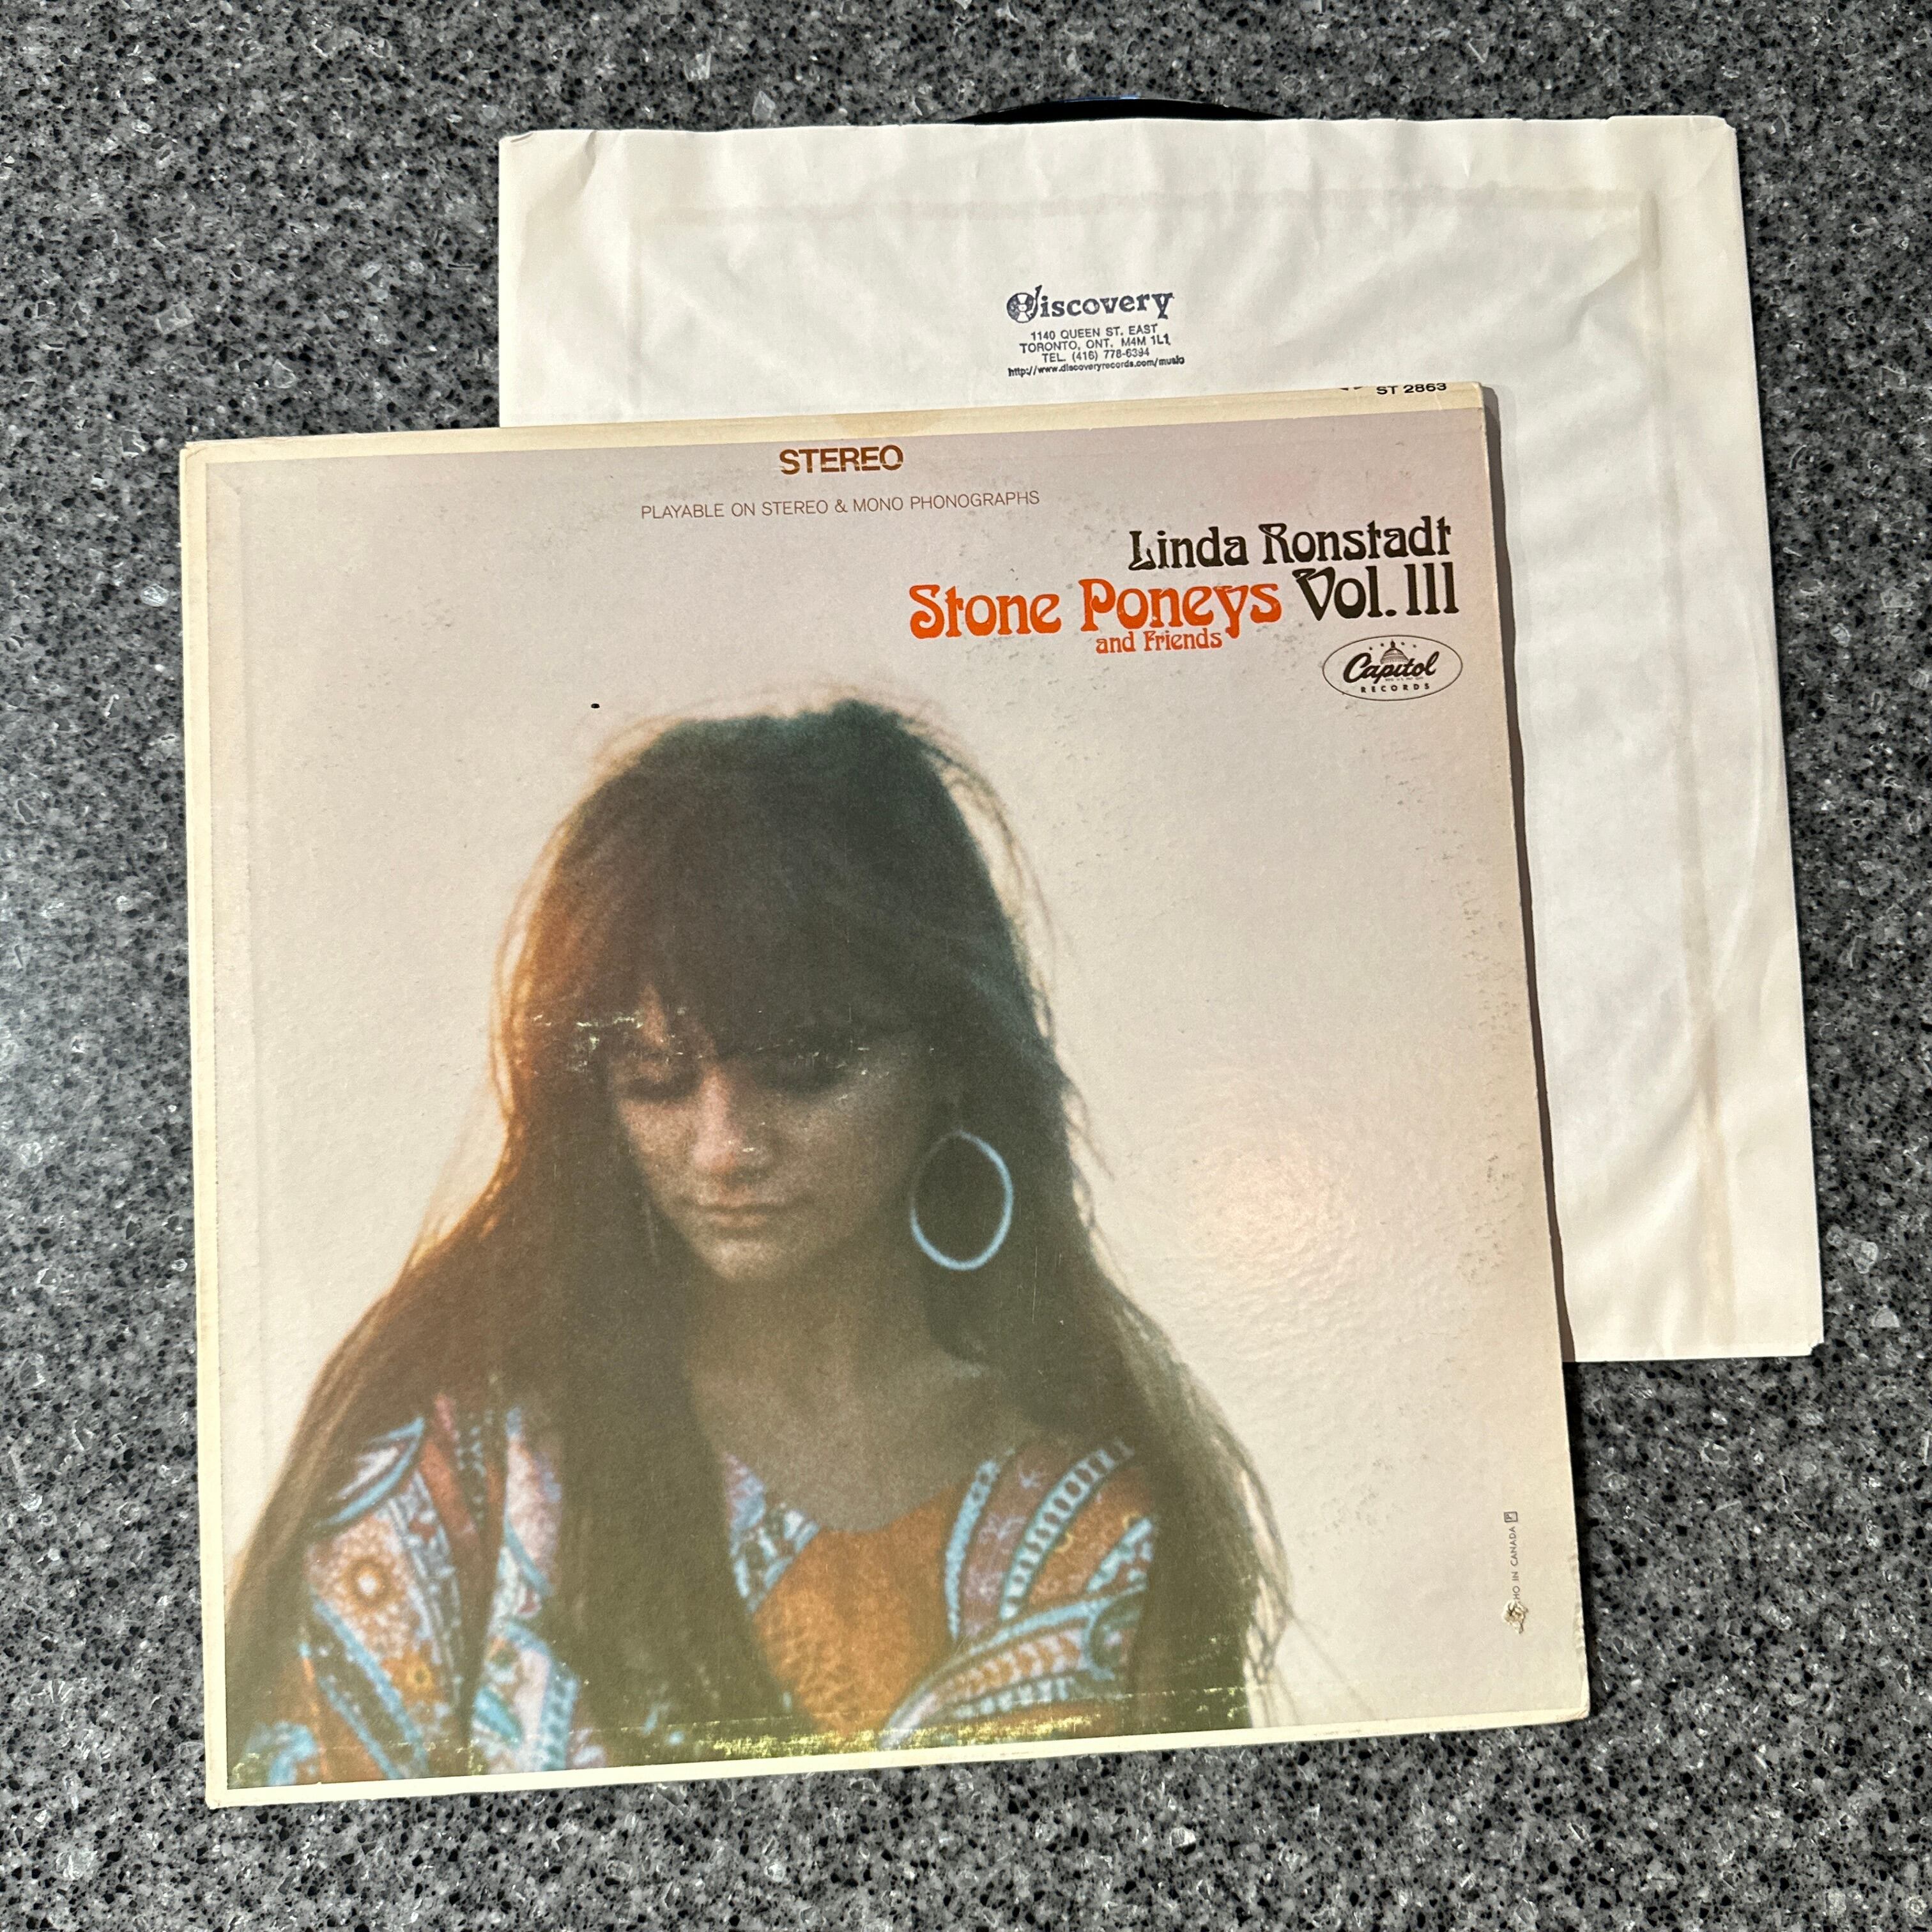 Discovery
1140 QUEEN ST. EAST
TORONTO, ONT. M4M 1L1
TEL. (416) 778-6394
http://www.discoveryrecords.com/music
ST 2863
STEREO
PLAYABLE ON STEREO & MONO PHONOGRAPHS
Linda Ronstadt
Stone Poneys Vol. III
and Friends
Capitol
RECORDS
IN CANADA